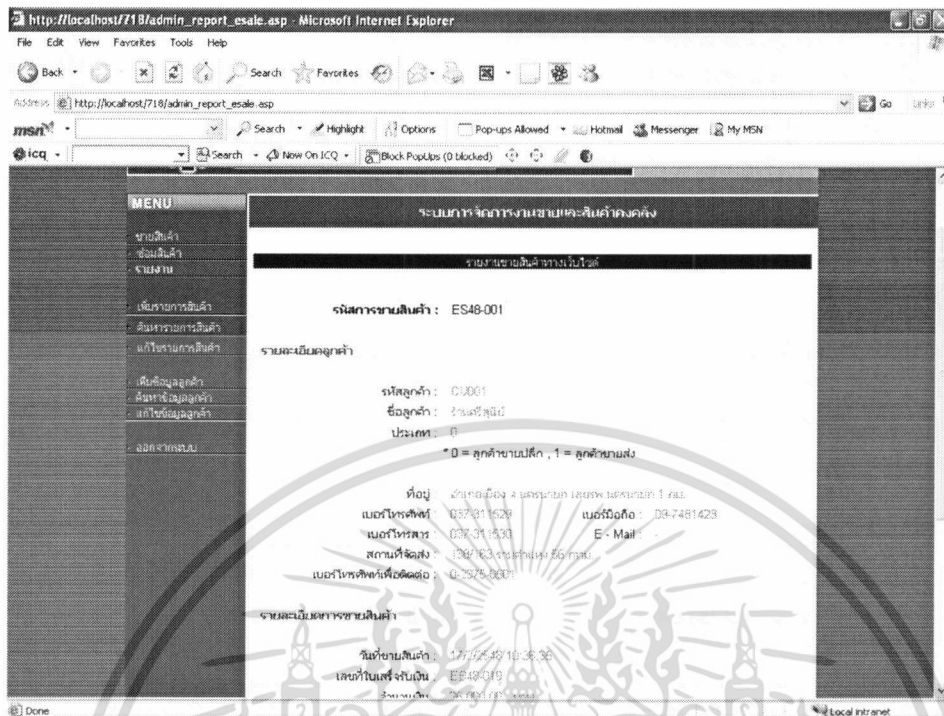 http://localhost/718/admin_report_esale.asp - Microsoft Internet Explorer
File Edit View Favorites Tools Help
Back Search Favorites
Address http://localhost/718/admin_report_esale.asp Go Links
msn Search Highlight Options Pop-ups Allowed Hotmail Messenger My MSN
icq Search Now On ICQ Block PopUps (0 blocked)
MENU
ระบบการจัดการงานขายและสินค้าคงคลัง
ขายสินค้า
ซ่อมสินค้า
รายงาน
รายงานขายสินค้าทางเว็บไซต์
เพิ่มรายการสินค้า
ค้นหารายการสินค้า
แก้ไขรายการสินค้า
เพิ่มข้อมูลลูกค้า
ค้นหาข้อมูลลูกค้า
แก้ไขข้อมูลลูกค้า
ออกจากระบบ
รหัสการขายสินค้า : ES48-001
รายละเอียดลูกค้า
รหัสลูกค้า : CU001
ชื่อลูกค้า :
ประเภท : 0
* 0 = ลูกค้าขายปลีก , 1 = ลูกค้าขายส่ง
ที่อยู่ :
เบอร์โทรศัพท์ : 037-311529 เบอร์มือถือ : 09-7481423
เบอร์โทรสาร : 037-311530 E - Mail : -
สถานที่จัดส่ง :
เบอร์โทรศัพท์เพื่อติดต่อ :
รายละเอียดการขายสินค้า
วันที่ขายสินค้า :
เลขที่ใบเสร็จรับเงิน :
จำนวนเงิน :
Done Local intranet